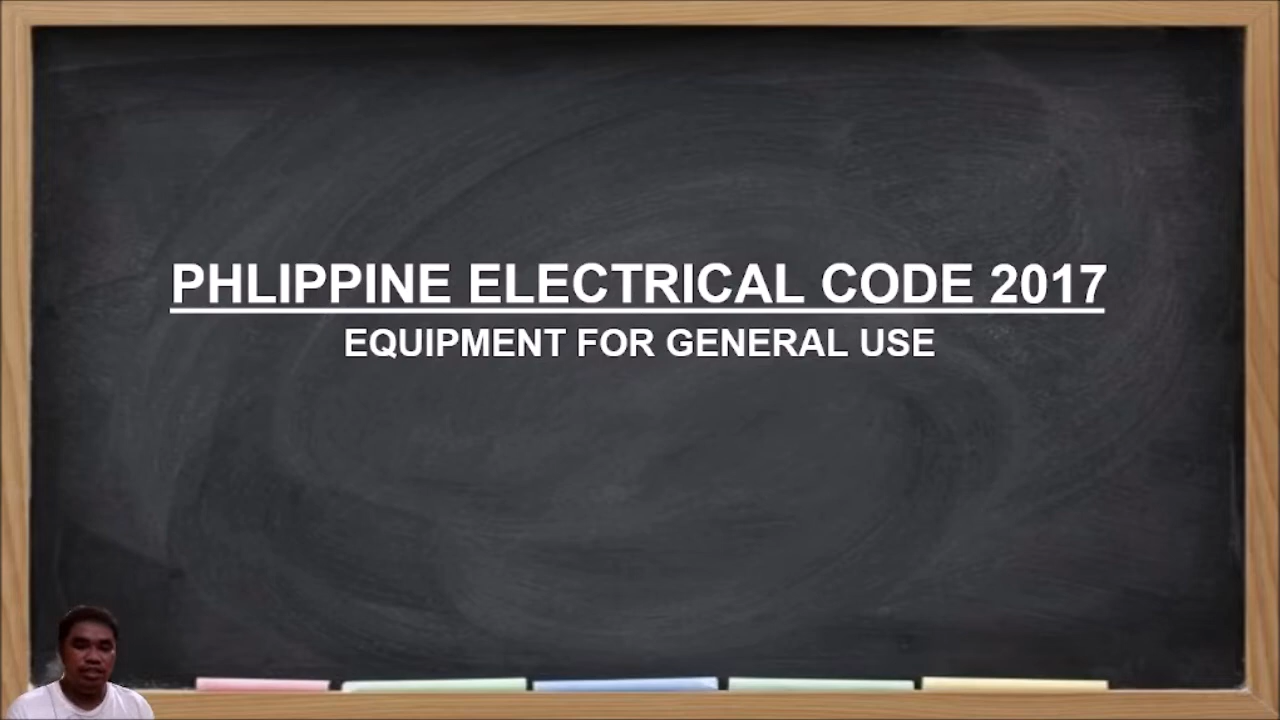 PHLIPPINE ELECTRICAL CODE 2017
EQUIPMENT FOR GENERAL USE